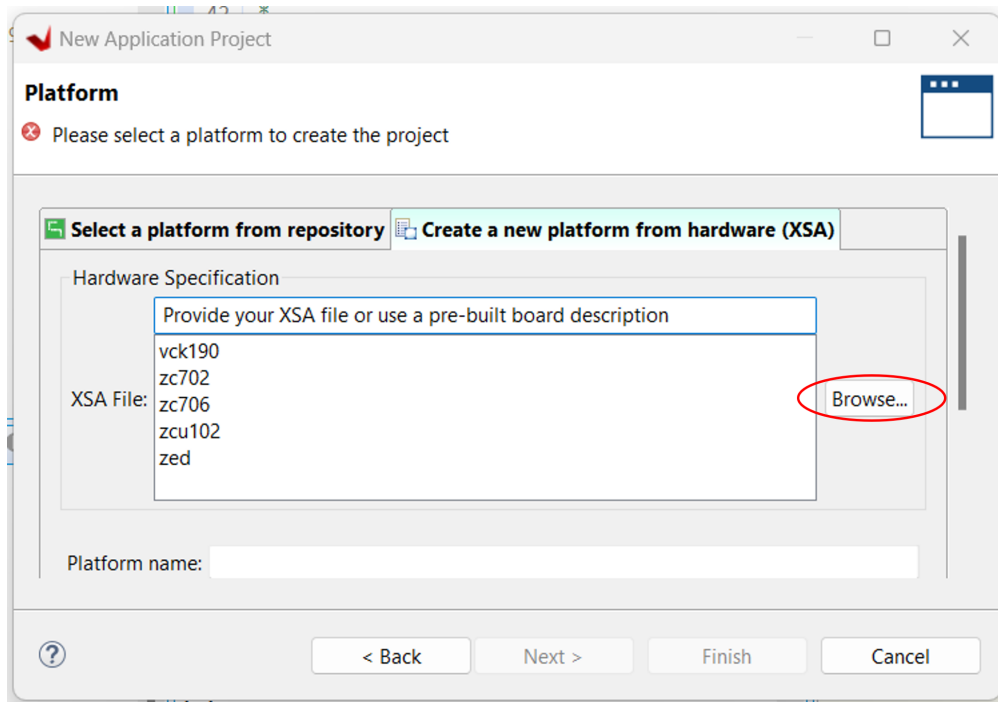 42 *
New Application Project
Platform
Please select a platform to create the project
Select a platform from repository
Create a new platform from hardware (XSA)
Hardware Specification
Provide your XSA file or use a pre-built board description
vck190
zc702
XSA File:
zc706
Browse...
zcu102
zed
Platform name:
?
< Back
Next >
Finish
Cancel